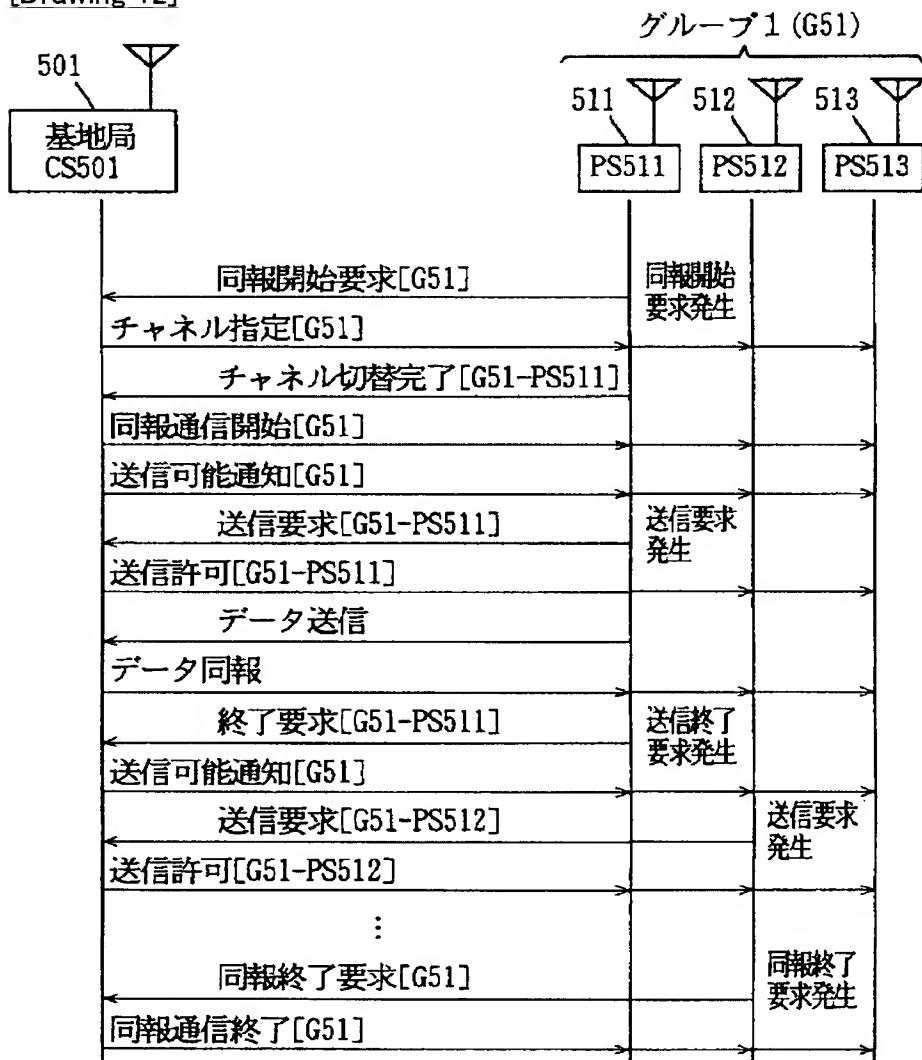 [Drawing 12]
グループ1(G51)
501
511
512
513
基地局
CS501
PS511
PS512
PS513
同報開始要求[G51]
同報開始
要求発生
チャネル指定[G51]
チャネル切替完了[G51-PS511]
同報通信開始[G51]
送信可能通知[G51]
送信要求[G51-PS511]
送信要求
発生
送信許可[G51-PS511]
データ送信
データ同報
終了要求[G51-PS511]
送信終了
要求発生
送信可能通知[G51]
送信要求[G51-PS512]
送信要求
発生
送信許可[G51-PS512]
⋮
同報終了要求[G51]
同報終了
要求発生
同報通信終了[G51]